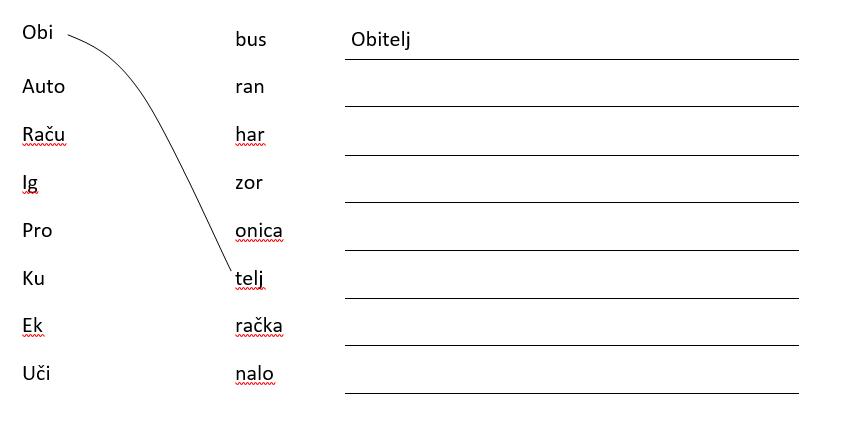 Obi bus Obitelj
Auto ran
Raču har
Ig zor
Pro onica
Ku telj
Ek račka
Uči nalo